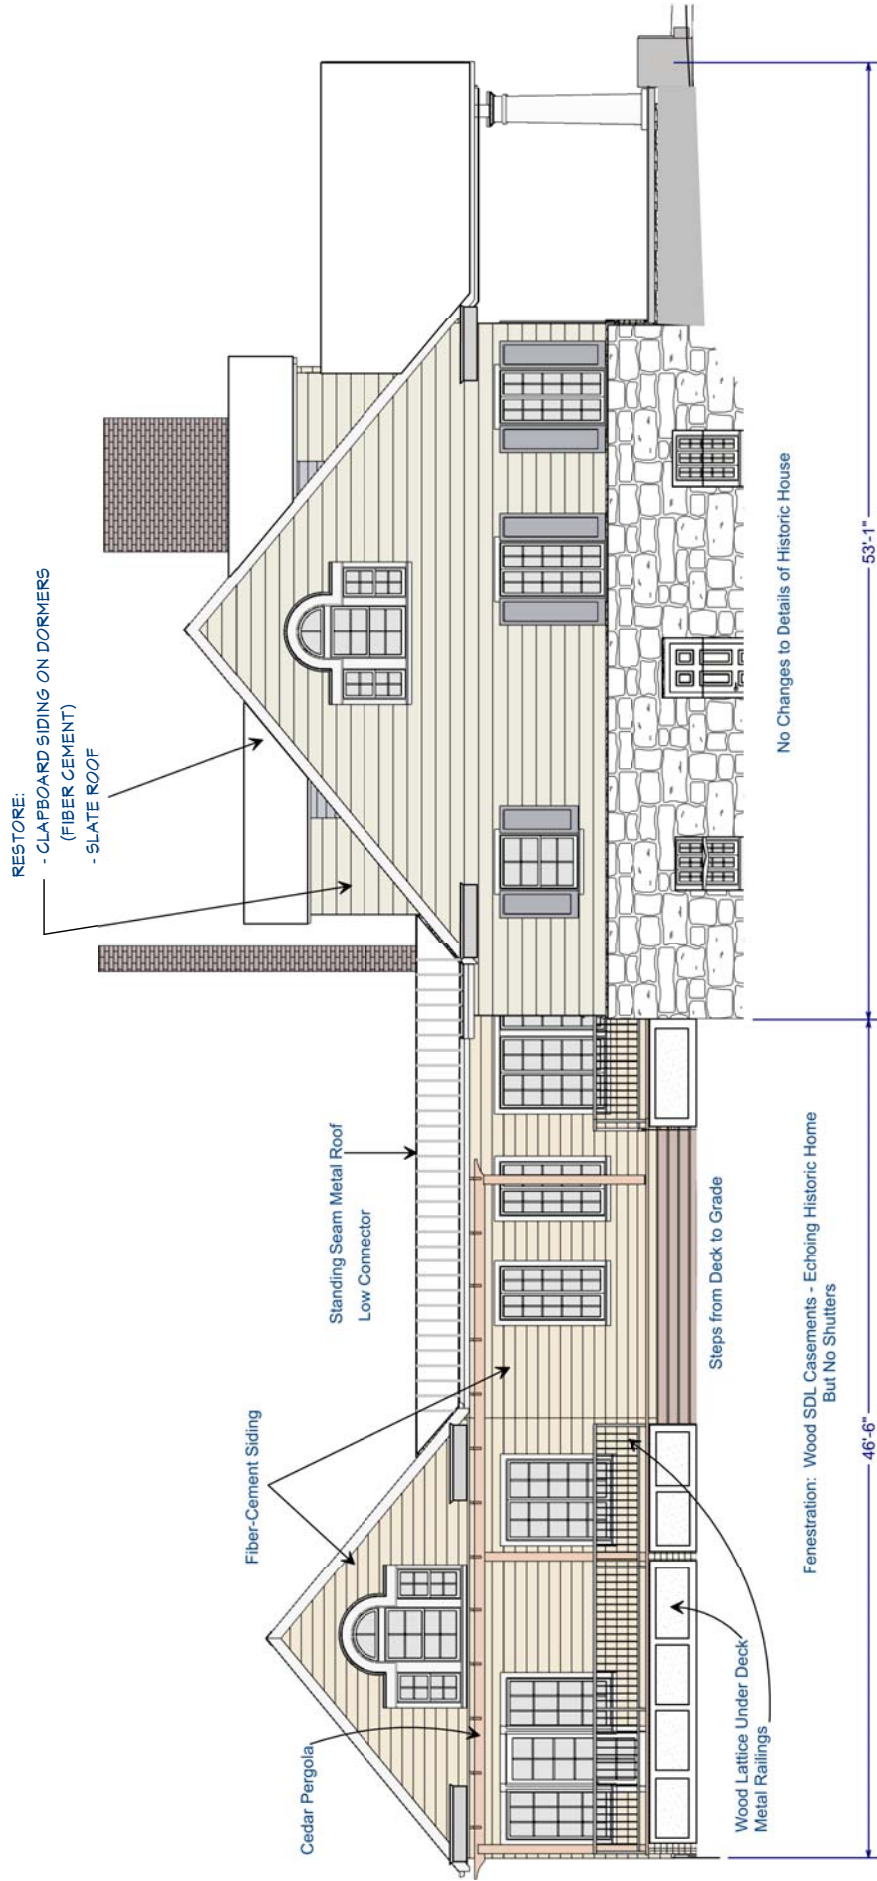 RESTORE:
- CLAPBOARD SIDING ON DORMERS
(FIBER CEMENT)
- SLATE ROOF
Standing Seam Metal Roof
Low Connector
Fiber-Cement Siding
Cedar Pergola
No Changes to Details of Historic House
Steps from Deck to Grade
Fenestration: Wood SDL Casements - Echoing Historic Home
But No Shutters
Wood Lattice Under Deck
Metal Railings
46'-6"
53'-1"